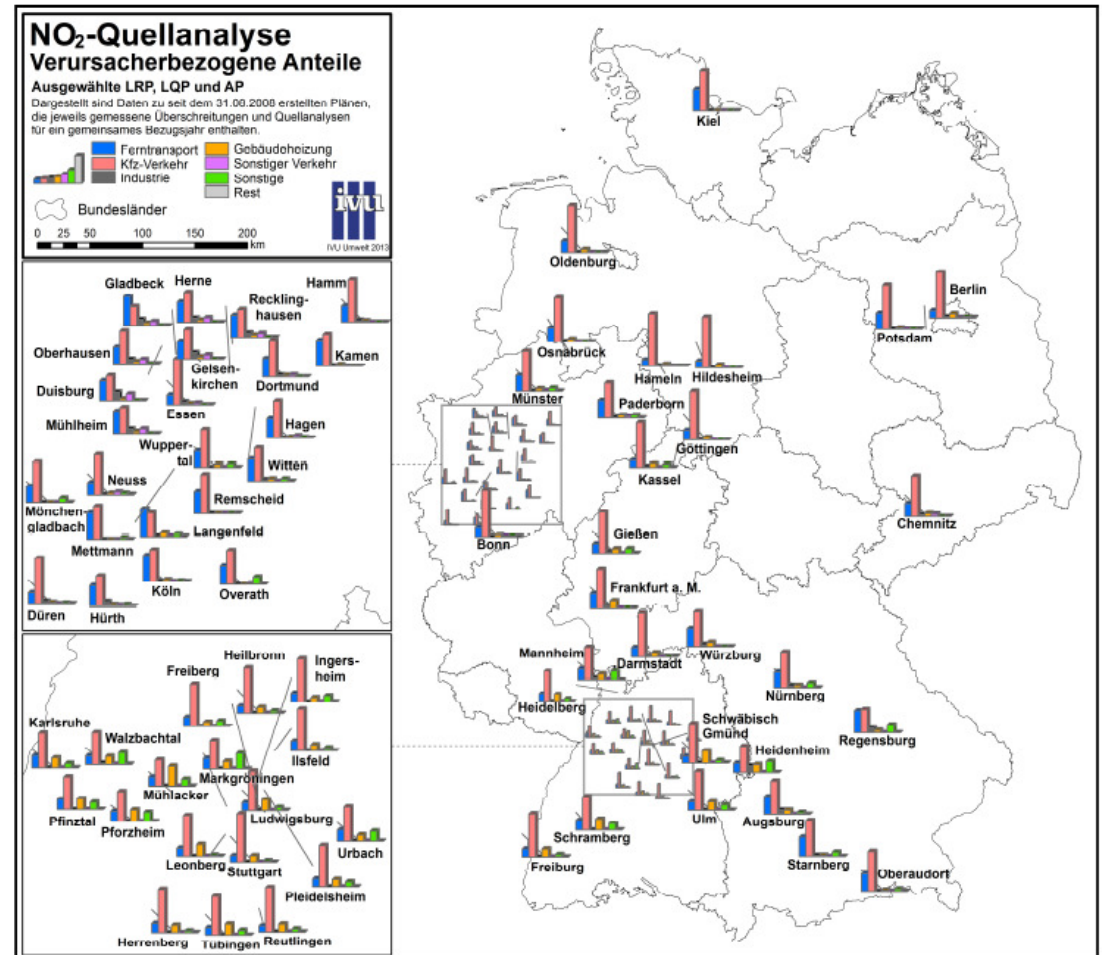 NO2-Quellanalyse
Verursacherbezogene Anteile
Ausgewählte LRP, LQP und AP
Dargestellt sind Daten zu seit dem 31.08.2008 erstellten Plänen,
die jeweils gemessene Überschreitungen und Quellanalysen
für ein gemeinsames Bezugsjahr enthalten.
Ferntransport
Kfz-Verkehr
Industrie
Gebäudeheizung
Sonstiger Verkehr
Sonstige
Rest
Bundesländer
0 25 50 100 150 200
km
ivu
IVU Umwelt 2013
Gladbeck
Herne
Reckling-
hausen
Hamm
Oberhausen
Gelsen-
kirchen
Dortmund
Kamen
Duisburg
Essen
Mühlheim
Hagen
Wupper-
tal
Witten
Neuss
Remscheid
Mönchen
gladbach
Mettmann
Langenfeld
Köln
Overath
Düren
Hürth
Freiberg
Heilbronn
Ingers-
heim
Karlsruhe
Walzbachtal
Ilsfeld
Markgröningen
Mühlacker
Pfinztal
Pforzheim
Ludwigsburg
Urbach
Leonberg
Stuttgart
Pleidelsheim
Herrenberg
Tübingen
Reutlingen
Kiel
Oldenburg
Berlin
Potsdam
Osnabrück
Hameln
Hildesheim
Münster
Paderborn
Göttingen
Kassel
Chemnitz
Bonn
Gießen
Frankfurt a. M.
Mannheim
Darmstadt
Würzburg
Heidelberg
Nürnberg
Schwäbisch
Gmünd
Regensburg
Heidenheim
Ulm
Augsburg
Schramberg
Freiburg
Starnberg
Oberaudorf